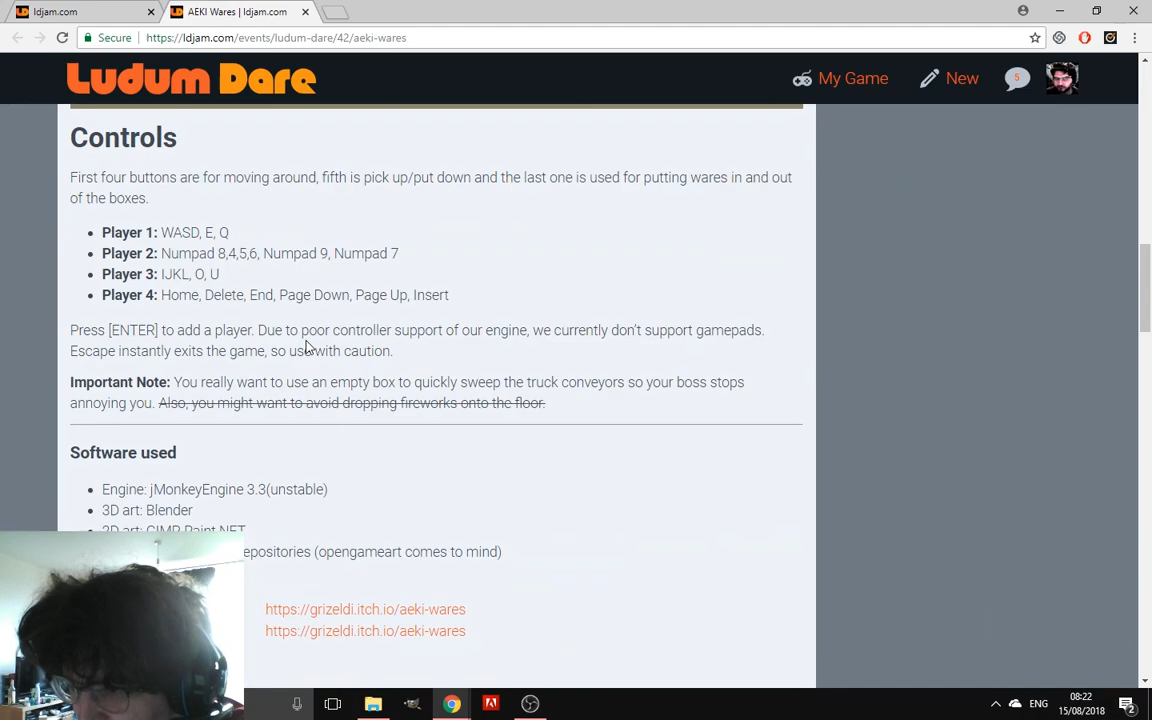 ldjam.com
AEKI Wares | ldjam.com
Secure
https://ldjam.com/events/ludum-dare/42/aeki-wares
LUDUM DARE
My Game
New
5
Controls
First four buttons are for moving around, fifth is pick up/put down and the last one is used for putting wares in and out
of the boxes.
Player 1: WASD, E, Q
Player 2: Numpad 8,4,5,6, Numpad 9, Numpad 7
Player 3: IJKL, O, U
Player 4: Home, Delete, End, Page Down, Page Up, Insert
Press [ENTER] to add a player. Due to poor controller support of our engine, we currently don't support gamepads.
Escape instantly exits the game, so use with caution.
Important Note: You really want to use an empty box to quickly sweep the truck conveyors so your boss stops
annoying you. Also, you might want to avoid dropping fireworks onto the floor.
Software used
Engine: jMonkeyEngine 3.3(unstable)
3D art: Blender
2D art: GIMP, Paint.NET
epositories (opengameart comes to mind)
https://grizeldi.itch.io/aeki-wares
https://grizeldi.itch.io/aeki-wares
ENG
08:22
15/08/2018
2